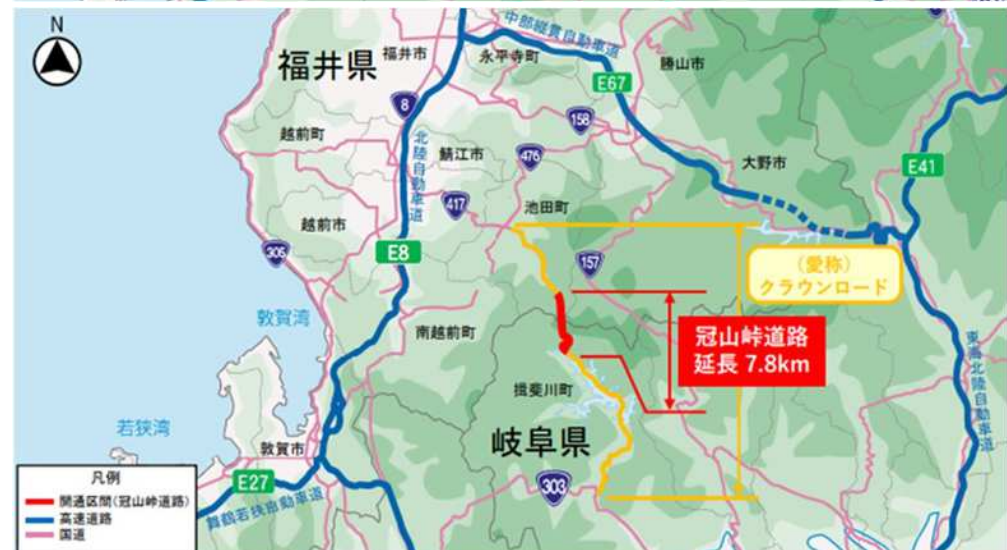 N
福井県
福井市
永平寺町
中部縦貫自動車道
勝山市
E67
8
158
越前町
鯖江市
476
大野市
E41
北陸自動車道
417
池田町
越前市
305
E8
157
(愛称)
クラウンロード
敦賀湾
南越前町
冠山峠道路
延長 7.8km
揖斐川町
東海北陸自動車道
若狭湾
敦賀市
岐阜県
E27
303
舞鶴若狭自動車道
凡例
開通区間(冠山峠道路)
高速道路
国道